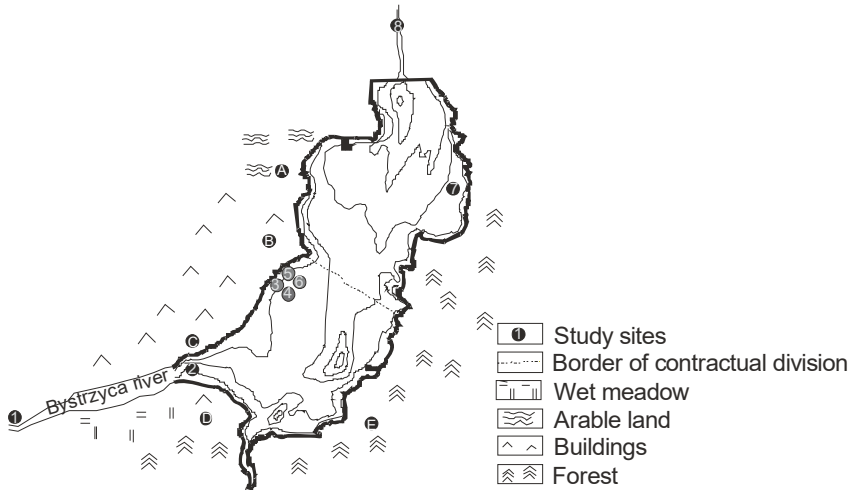 8
A
7
B
5
3 6
4
C
2
Bystrzyca river
1
D
E
1 Study sites
Border of contractual division
Wet meadow
Arable land
Buildings
Forest